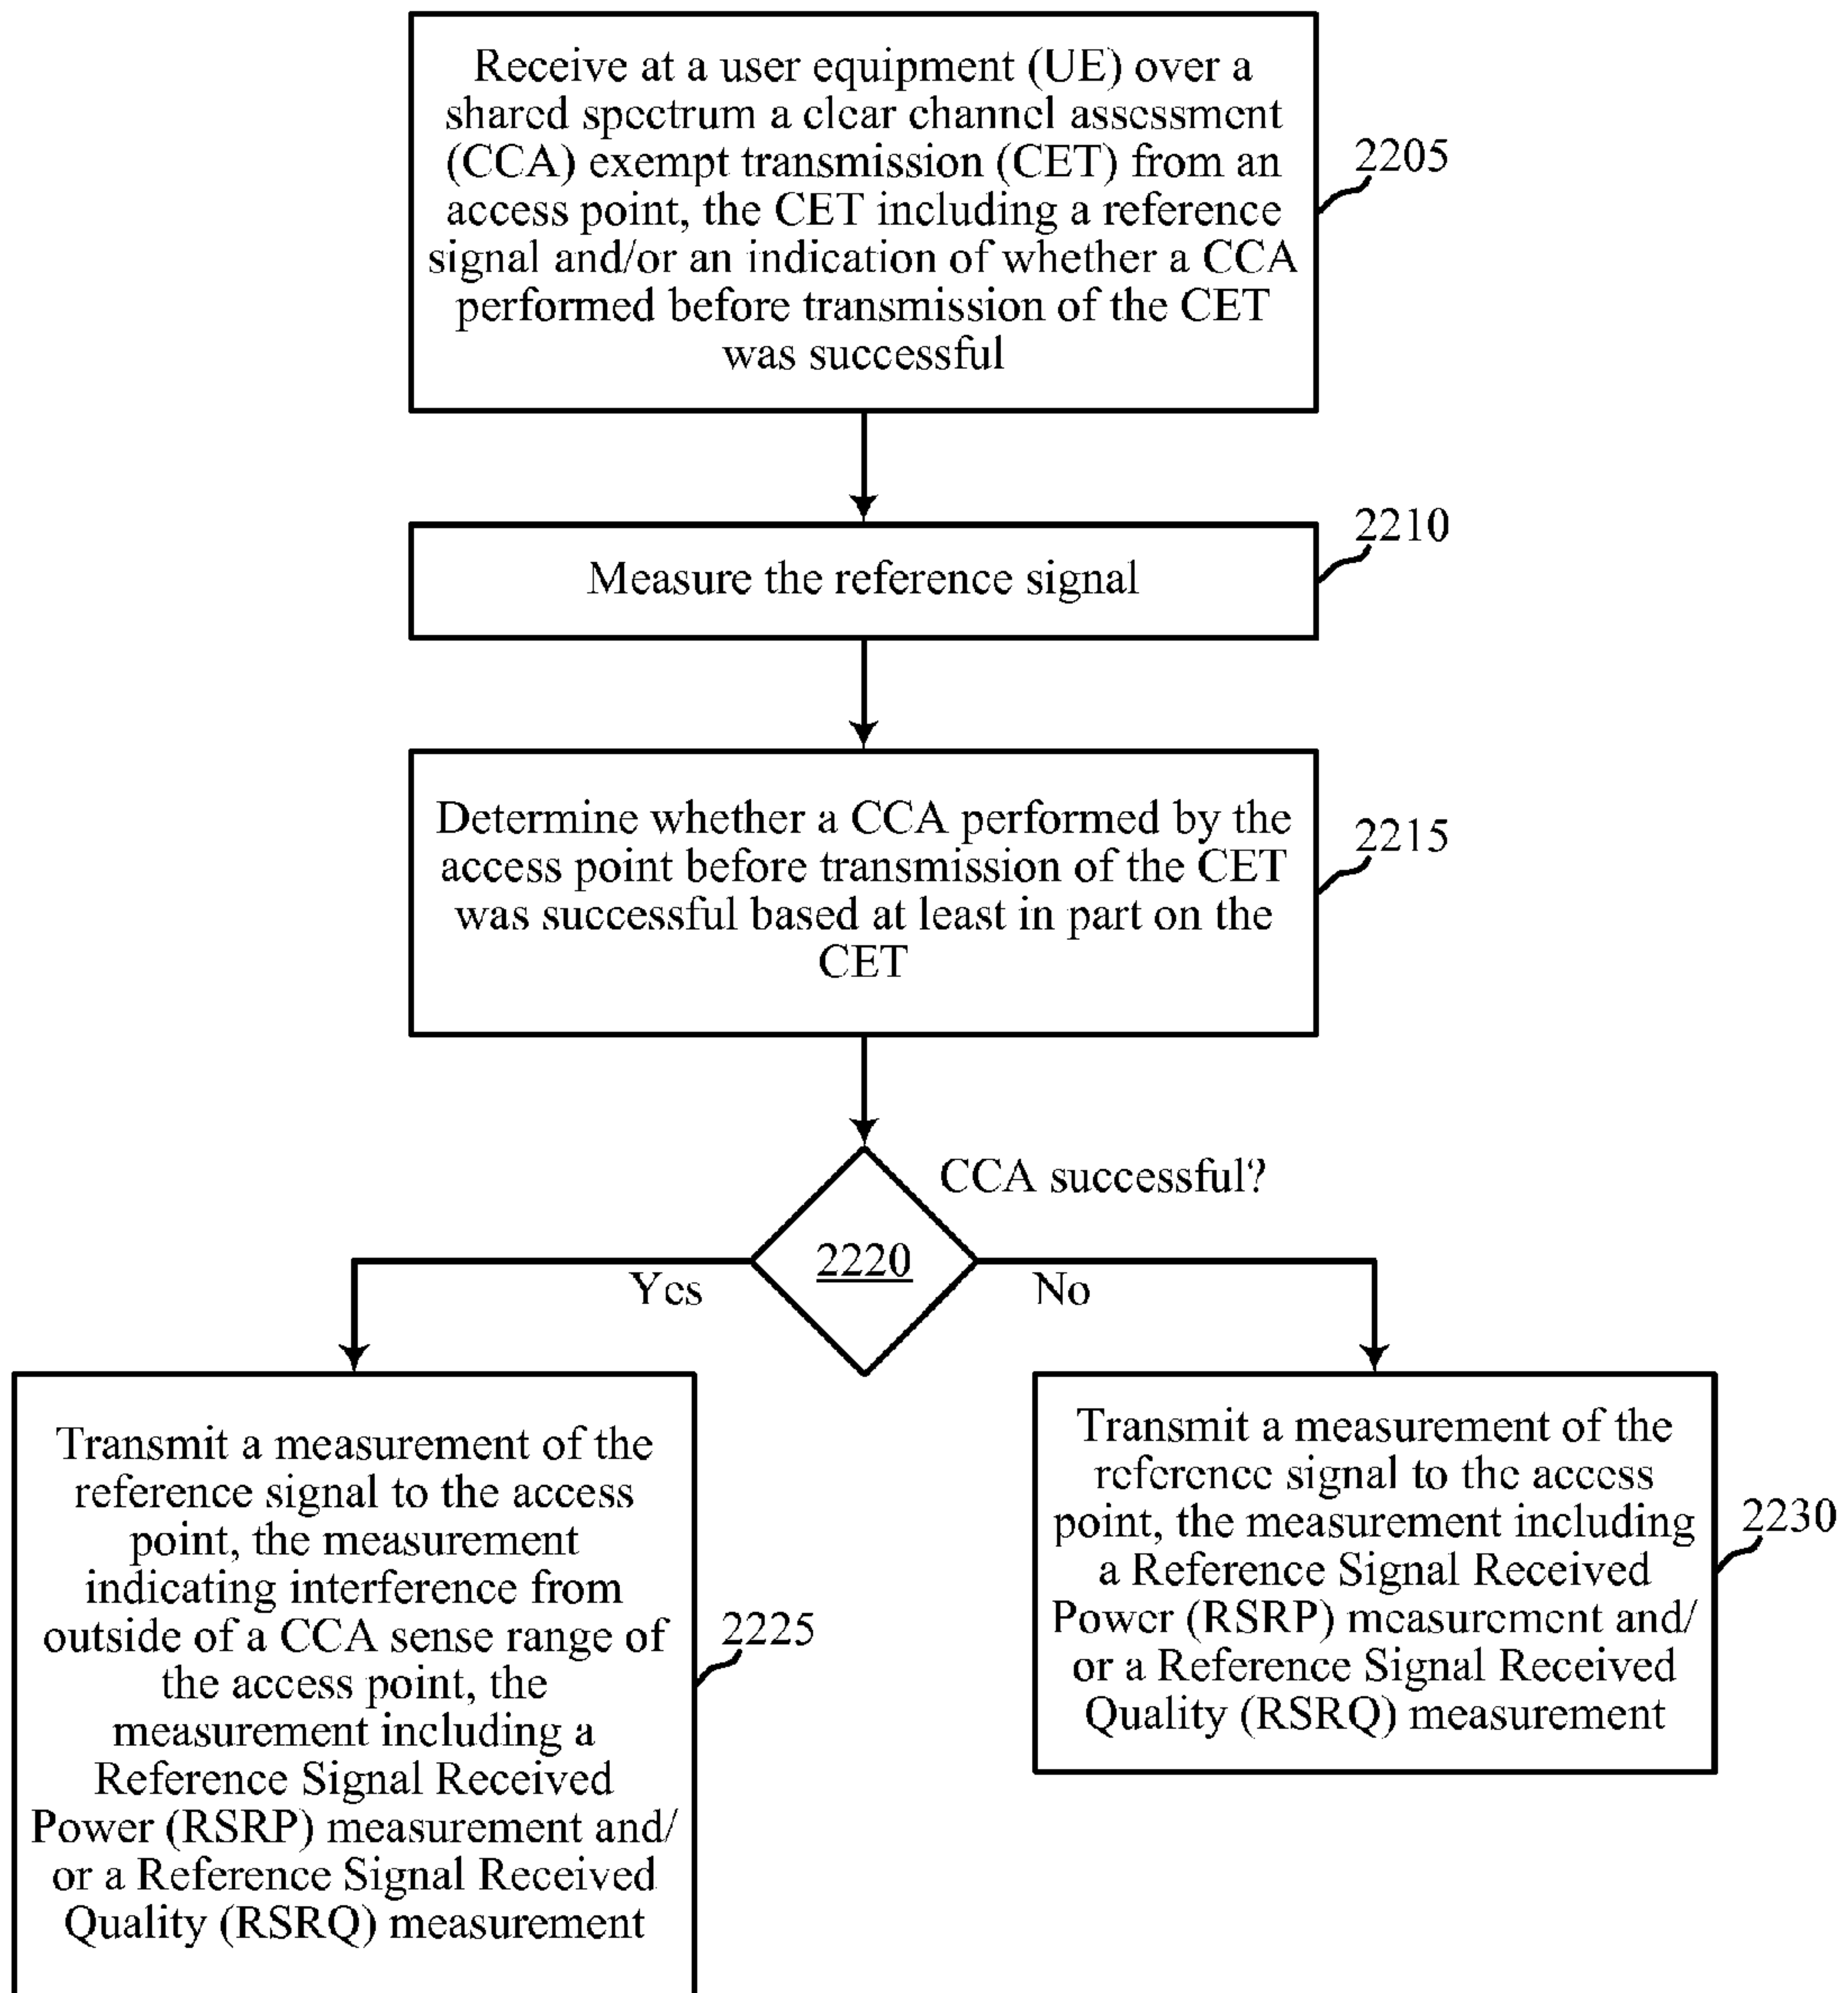 Receive at a user equipment (UE) over a
shared spectrum a clear channel assessment
(CCA) exempt transmission (CET) from an
access point, the CET including a reference
signal and/or an indication of whether a CCA
performed before transmission of the CET
was successful
2205
Measure the reference signal
2210
Determine whether a CCA performed by the
access point before transmission of the CET
was successful based at least in part on the
CET
2215
CCA successful?
2220
Yes
No
Transmit a measurement of the
reference signal to the access
point, the measurement
indicating interference from
outside of a CCA sense range of
the access point, the
measurement including a
Reference Signal Received
Power (RSRP) measurement and/
or a Reference Signal Received
Quality (RSRQ) measurement
2225
Transmit a measurement of the
reference signal to the access
point, the measurement including
a Reference Signal Received
Power (RSRP) measurement and/
or a Reference Signal Received
Quality (RSRQ) measurement
2230